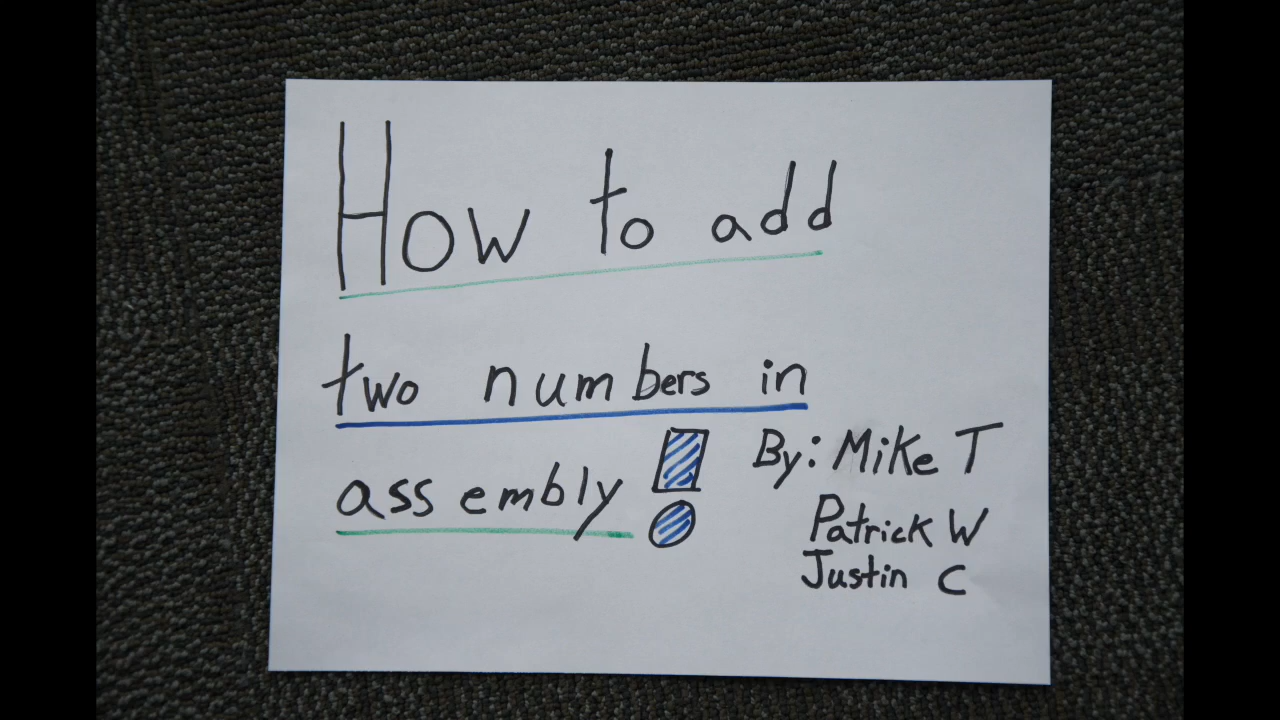 How to add
two numbers in
assembly!
By: Mike T
Patrick W
Justin C